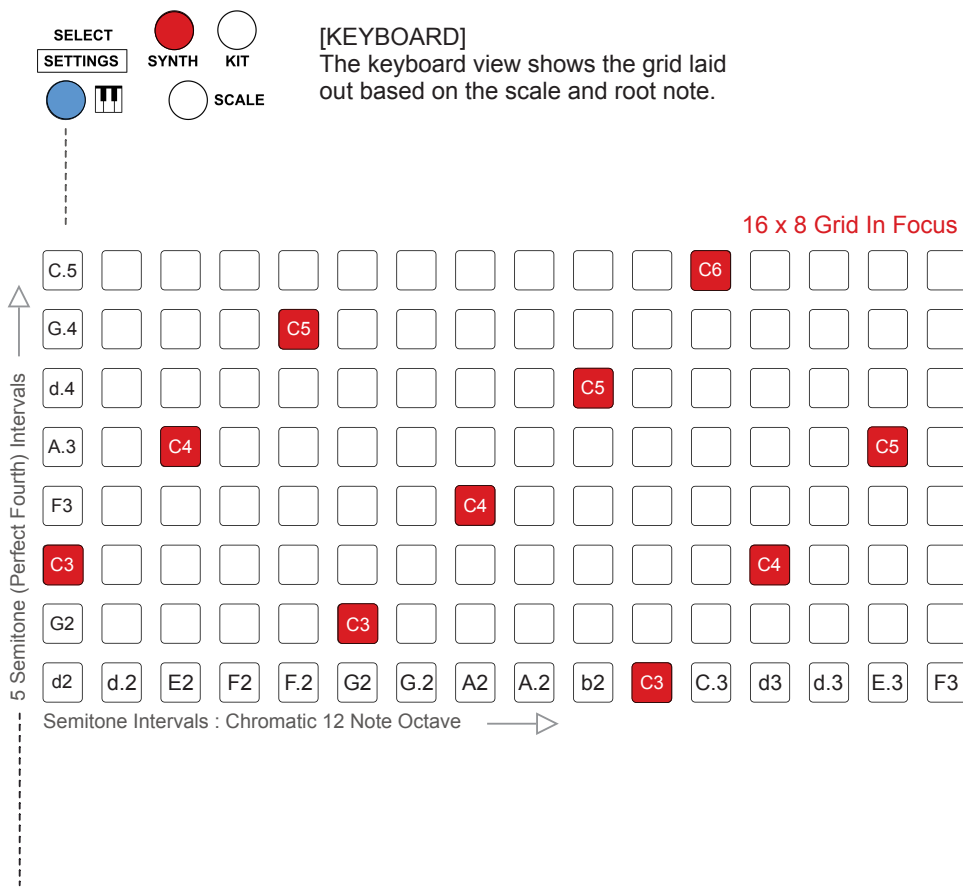 SELECT
SETTINGS
SYNTH KIT
SCALE
[KEYBOARD]
The keyboard view shows the grid laid
out based on the scale and root note.
16 x 8 Grid In Focus
5 Semitone (Perfect Fourth) Intervals
C.5 C6
G.4 C5
d.4 C5
A.3 C4 C5
F3 C4
C3 C4
G2 C3
d2 d.2 E2 F2 F.2 G2 G.2 A2 A.2 b2 C3 C.3 d3 d.3 E.3 F3
Semitone Intervals : Chromatic 12 Note Octave